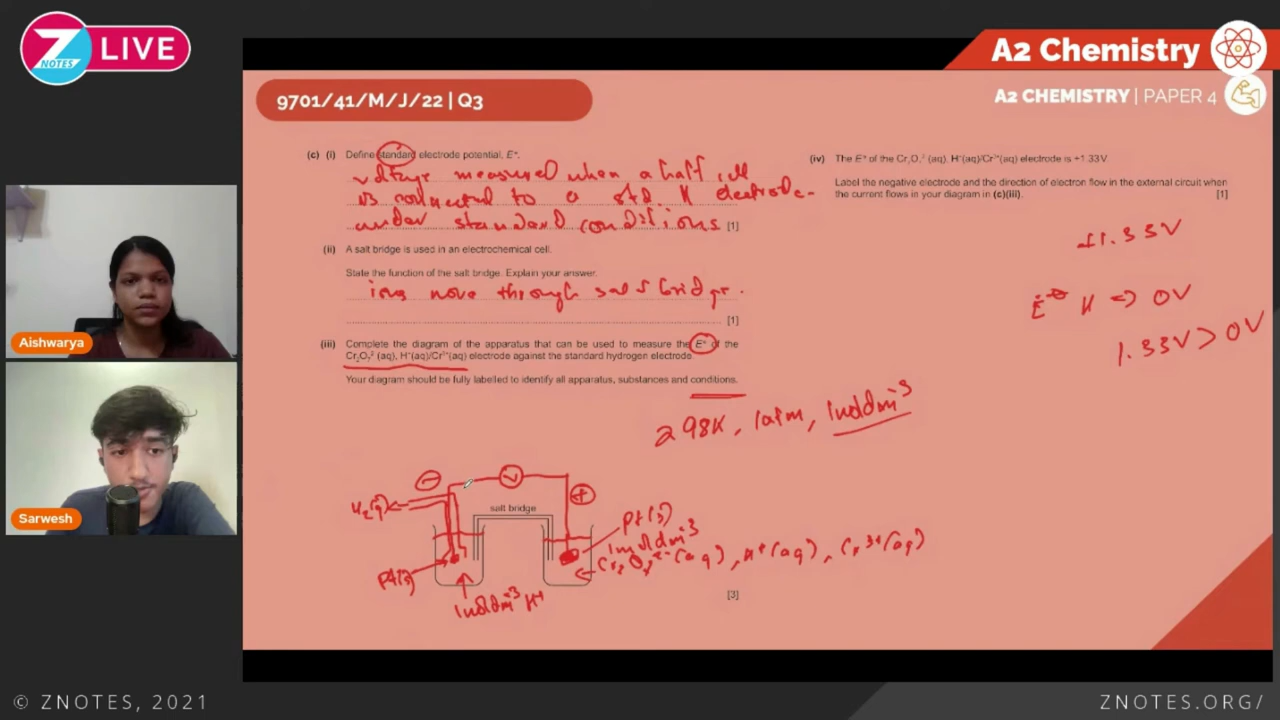 Z NOTES LIVE
A2 Chemistry
9701/41/M/J/22 | Q3
A2 CHEMISTRY | PAPER 4
(c) (i) Define standard electrode potential, E⦵.
voltage measured when a half cell
is connected to a std. H electrode
under standard conditions [1]
(ii) A salt bridge is used in an electrochemical cell.
State the function of the salt bridge. Explain your answer.
ions move through salt bridge.
[1]
(iii) Complete the diagram of the apparatus that can be used to measure the E⦵ of the
Cr₂O₇²⁻(aq), H⁺(aq)/Cr³⁺(aq) electrode against the standard hydrogen electrode.
Your diagram should be fully labelled to identify all apparatus, substances and conditions.
298K, 1atm, 1moldm⁻³
⊖ V ⊕
H₂(g)
salt bridge
Pt(s)
1moldm⁻³
Cr₂O₇²⁻(aq), H⁺(aq), Cr³⁺(aq)
Pt(s)
1moldm⁻³ H⁺
[3]
(iv) The E⦵ of the Cr₂O₇²⁻(aq), H⁺(aq)/Cr³⁺(aq) electrode is +1.33V.
Label the negative electrode and the direction of electron flow in the external circuit when
the current flows in your diagram in (c)(iii). [1]
+1.33V
E⦵ H => 0V
1.33V > 0V
Aishwarya
Sarwesh
© ZNOTES, 2021
ZNOTES.ORG/